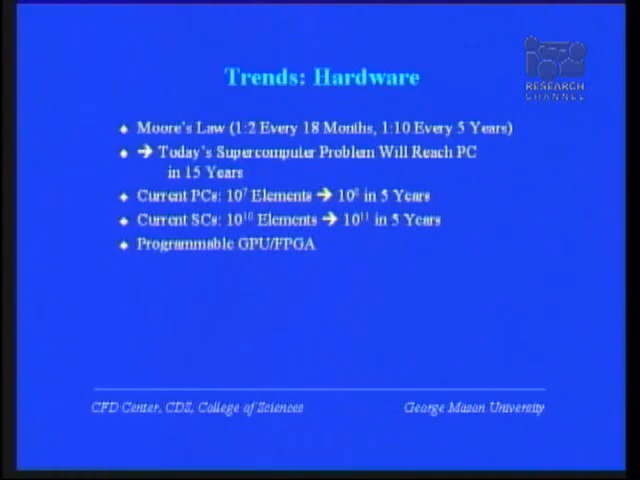 Trends: Hardware
RESEARCH
CHANNEL
Moore's Law (1:2 Every 18 Months, 1:10 Every 5 Years)
➔ Today's Supercomputer Problem Will Reach PC
in 15 Years
Current PCs: 10⁷ Elements ➔ 10⁸ in 5 Years
Current SCs: 10¹⁰ Elements ➔ 10¹¹ in 5 Years
Programmable GPU/FPGA
CFD Center, CDS, College of Sciences
George Mason University